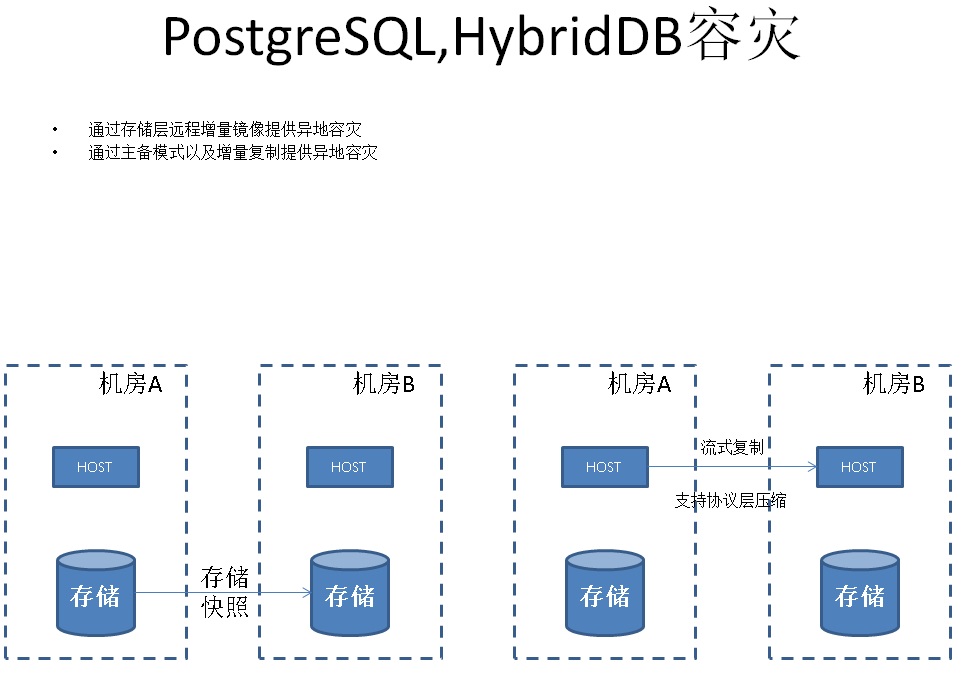 PostgreSQL,HybridDB容灾
• 通过存储层远程增量镜像提供异地容灾
• 通过主备模式以及增量复制提供异地容灾
机房A
机房B
HOST
HOST
存储
存储
快照
存储
机房A
机房B
HOST
流式复制
HOST
支持协议层压缩
存储
存储